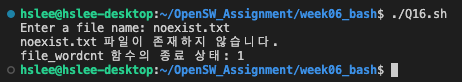 hslee@hslee-desktop:~/OpenSW_Assignment/week06_bash$ ./Q16.sh
Enter a file name: noexist.txt
noexist.txt 파일이 존재하지 않습니다.
file_wordcnt 함수의 종료 상태: 1
hslee@hslee-desktop:~/OpenSW_Assignment/week06_bash$